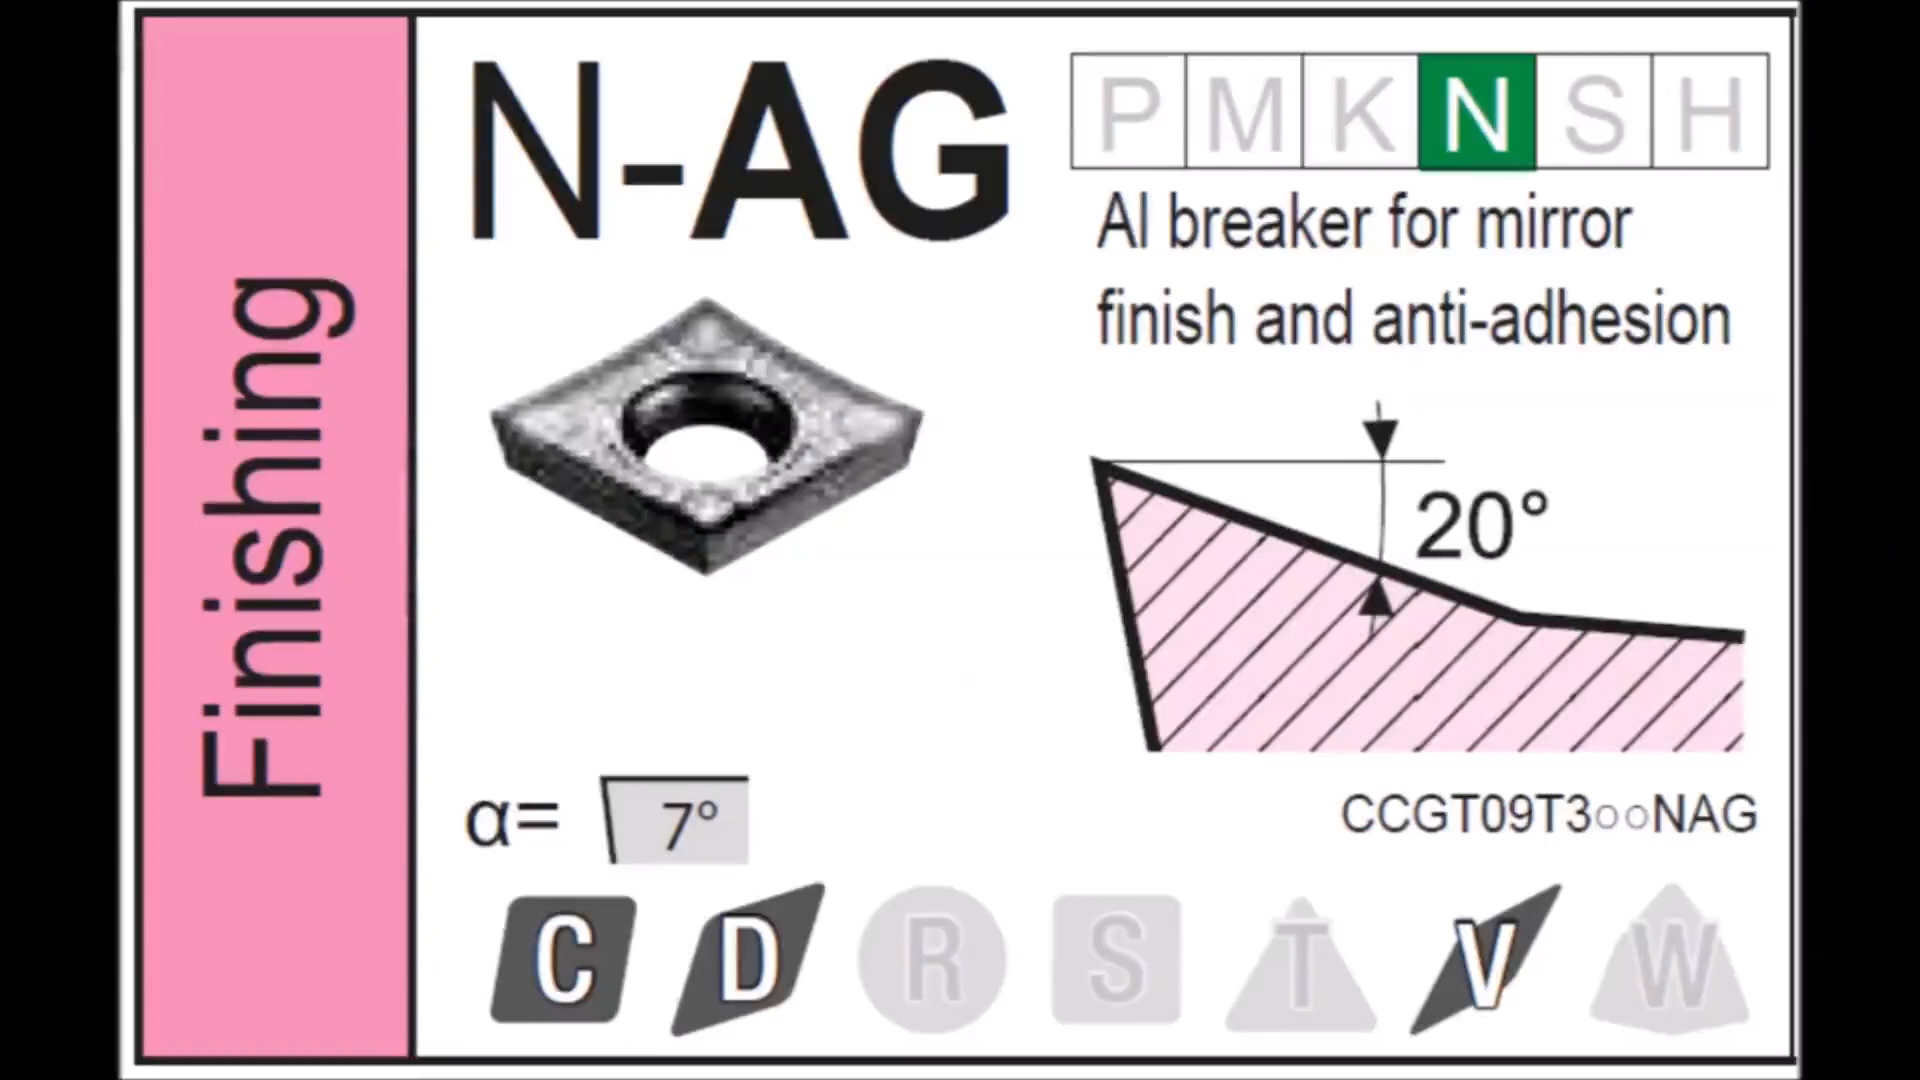 Finishing
N-AG
P M K N S H
Al breaker for mirror
finish and anti-adhesion
20°
α= 7°
CCGT09T3○○NAG
C D R S T V W